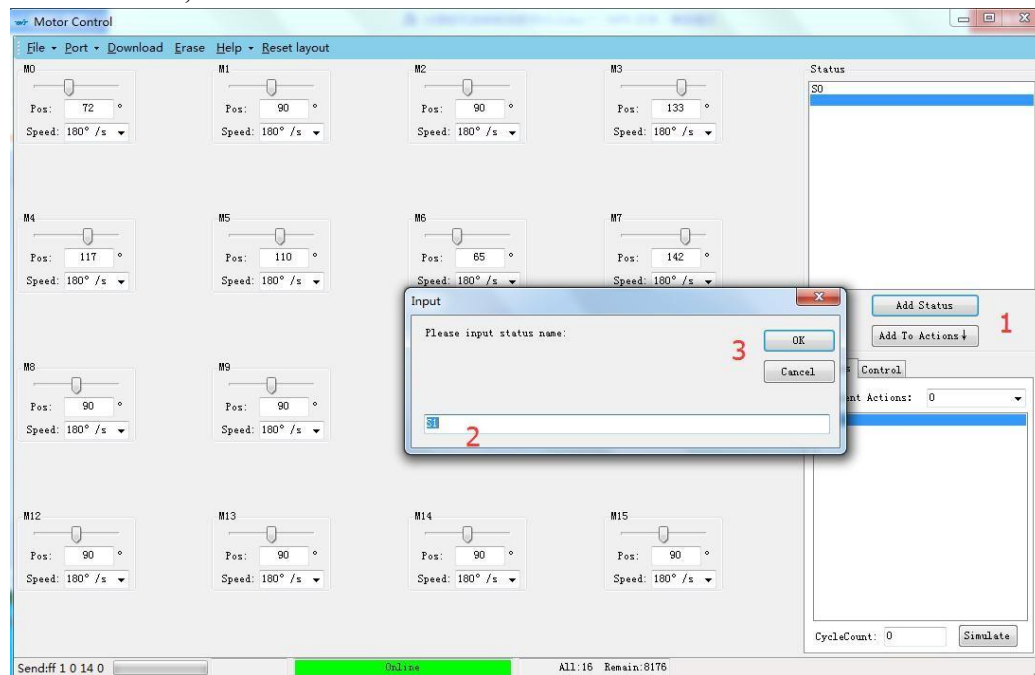 Motor Control
File Port Download Erase Help Reset layout
M0
Pos: 72 °
Speed: 180° /s
M1
Pos: 90 °
Speed: 180° /s
M2
Pos: 90 °
Speed: 180° /s
M3
Pos: 133 °
Speed: 180° /s
Status
S0
M4
Pos: 117 °
Speed: 180° /s
M5
Pos: 110 °
Speed: 180° /s
M6
Pos: 65 °
Speed: 180° /s
M7
Pos: 142 °
Speed: 180° /s
Input
Please input status name:
3
OK
Cancel
S1
2
Add Status
1
Add To Actions↓
Control
Actions: 0
M8
Pos: 90 °
Speed: 180° /s
M9
Pos: 90 °
Speed: 180° /s
M12
Pos: 90 °
Speed: 180° /s
M13
Pos: 90 °
Speed: 180° /s
M14
Pos: 90 °
Speed: 180° /s
M15
Pos: 90 °
Speed: 180° /s
CycleCount: 0
Simulate
Send:ff 1 0 14 0
Online
All:16 Remain:8176